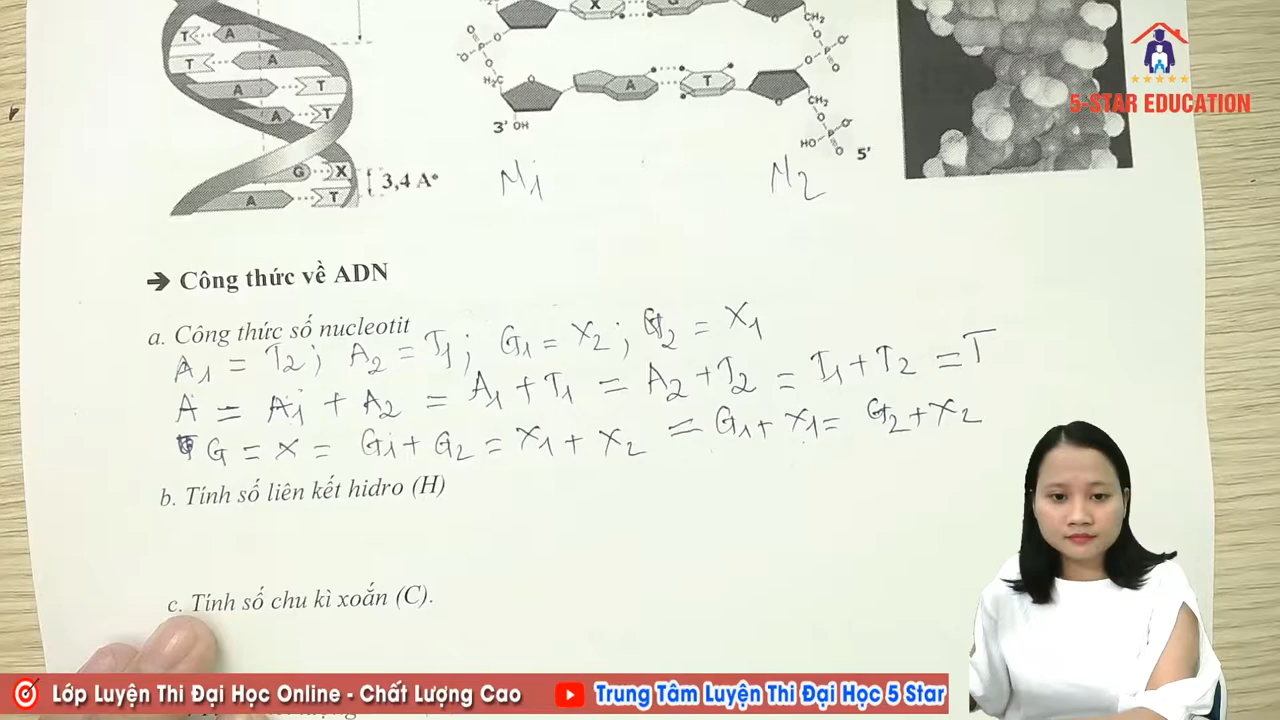 T A
T A
A T
A T
G X
A T
3,4 A°
X G
A T
CH₂
O
P
O⁻
H₂C
3' OH
CH₂
HO
5'
M1
M2
5-STAR EDUCATION
➔ Công thức về ADN
a. Công thức số nucleotit
A1 = T2; A2 = T1; G1 = X2; G2 = X1
A = A1 + A2 = A1 + T1 = A2 + T2 = T1 + T2 = T
G = X = G1 + G2 = X1 + X2 = G1 + X1 = G2 + X2
b. Tính số liên kết hidro (H)
c. Tính số chu kì xoắn (C).
Lớp Luyện Thi Đại Học Online - Chất Lượng Cao
Trung Tâm Luyện Thi Đại Học 5 Star